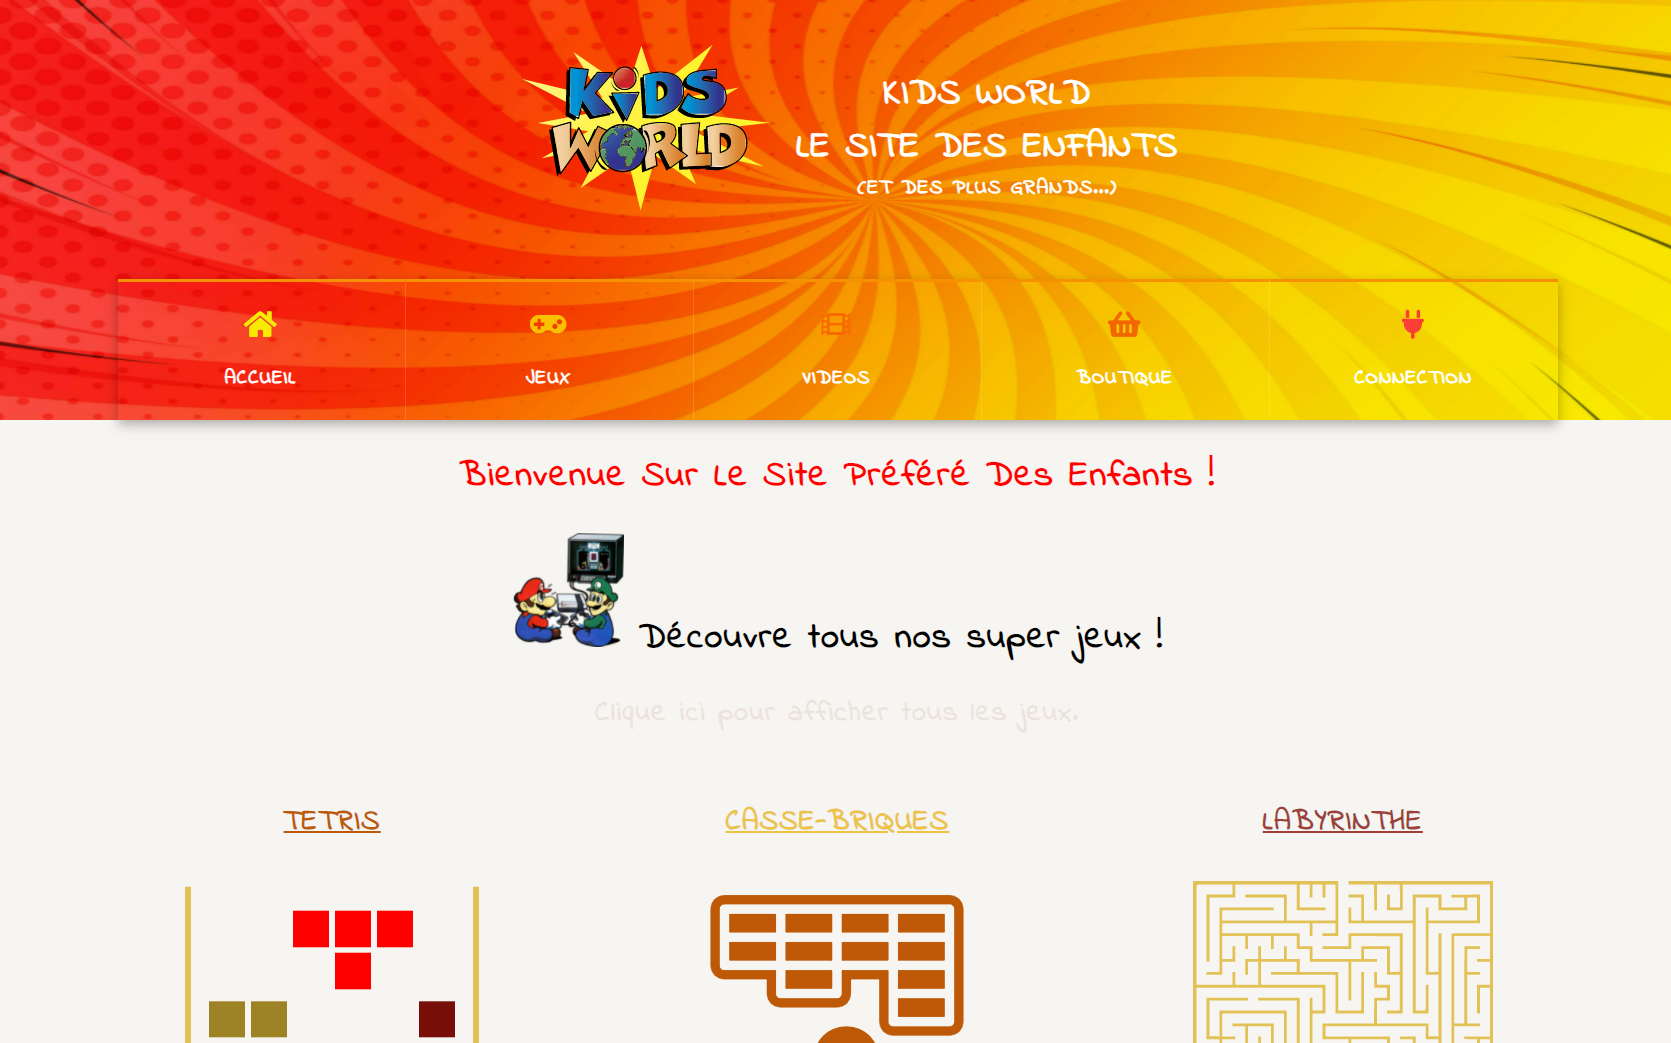 KiDS
WORLD
KIDS WORLD
LE SITE DES ENFANTS
(ET DES PLUS GRANDS...)
ACCUEIL
JEUX
VIDEOS
BOUTIQUE
CONNECTION
Bienvenue Sur Le Site Préféré Des Enfants !
Découvre tous nos super jeux !
Clique ici pour afficher tous les jeux.
TETRIS
CASSE-BRIQUES
LABYRINTHE